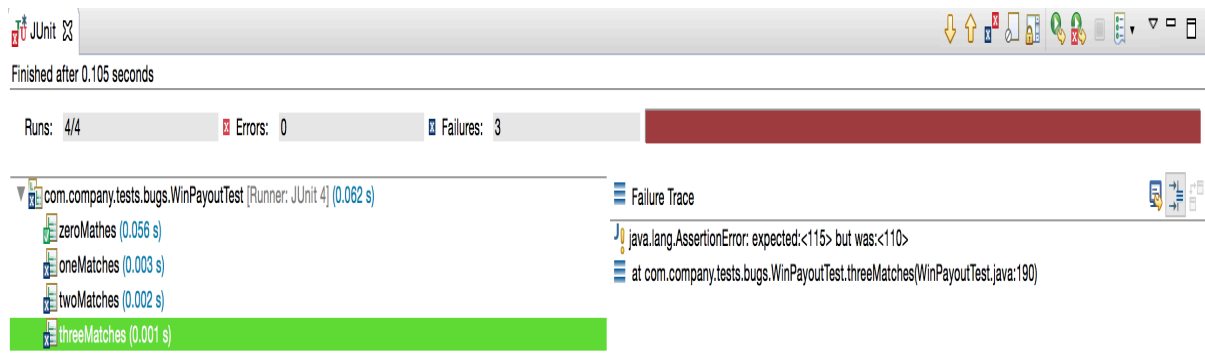 JUnit
Finished after 0.105 seconds
Runs: 4/4 Errors: 0 Failures: 3
com.company.tests.bugs.WinPayoutTest [Runner: JUnit 4] (0.062 s)
zeroMathes (0.056 s)
oneMatches (0.003 s)
twoMatches (0.002 s)
threeMatches (0.001 s)
Failure Trace
java.lang.AssertionError: expected:<115> but was:<110>
at com.company.tests.bugs.WinPayoutTest.threeMatches(WinPayoutTest.java:190)